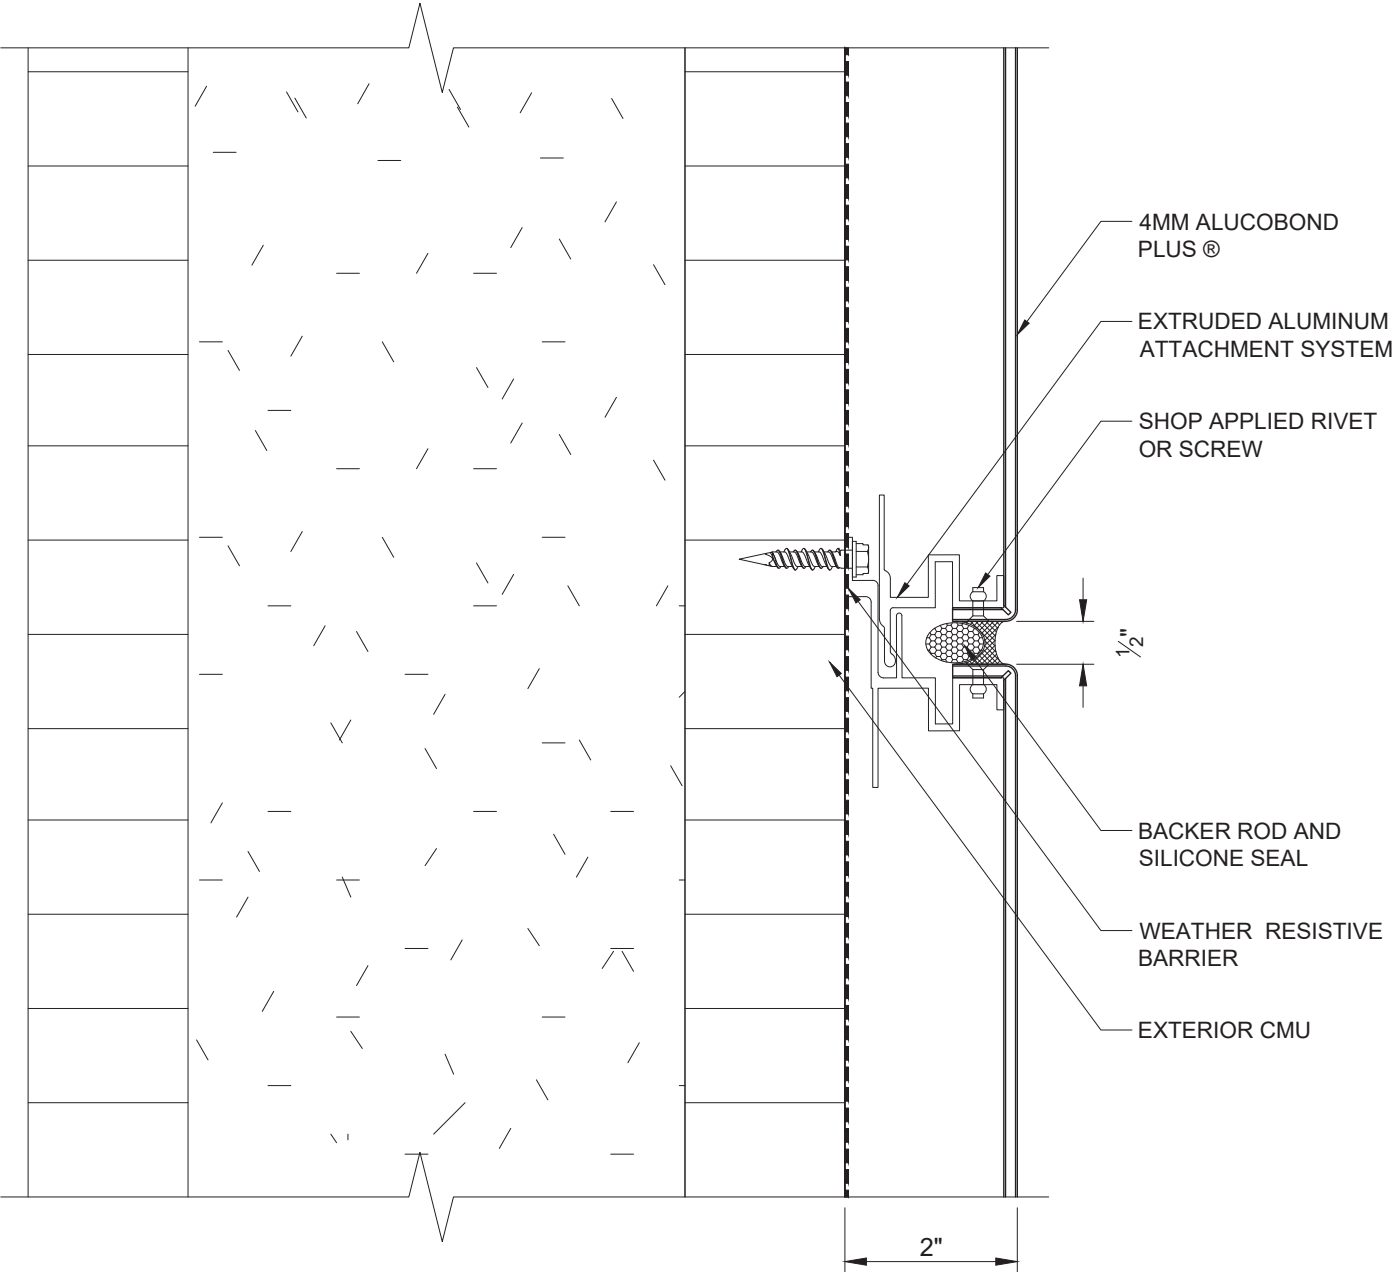 4MM ALUCOBOND
PLUS ®
EXTRUDED ALUMINUM
ATTACHMENT SYSTEM
SHOP APPLIED RIVET
OR SCREW
½"
BACKER ROD AND
SILICONE SEAL
WEATHER RESISTIVE
BARRIER
EXTERIOR CMU
2"